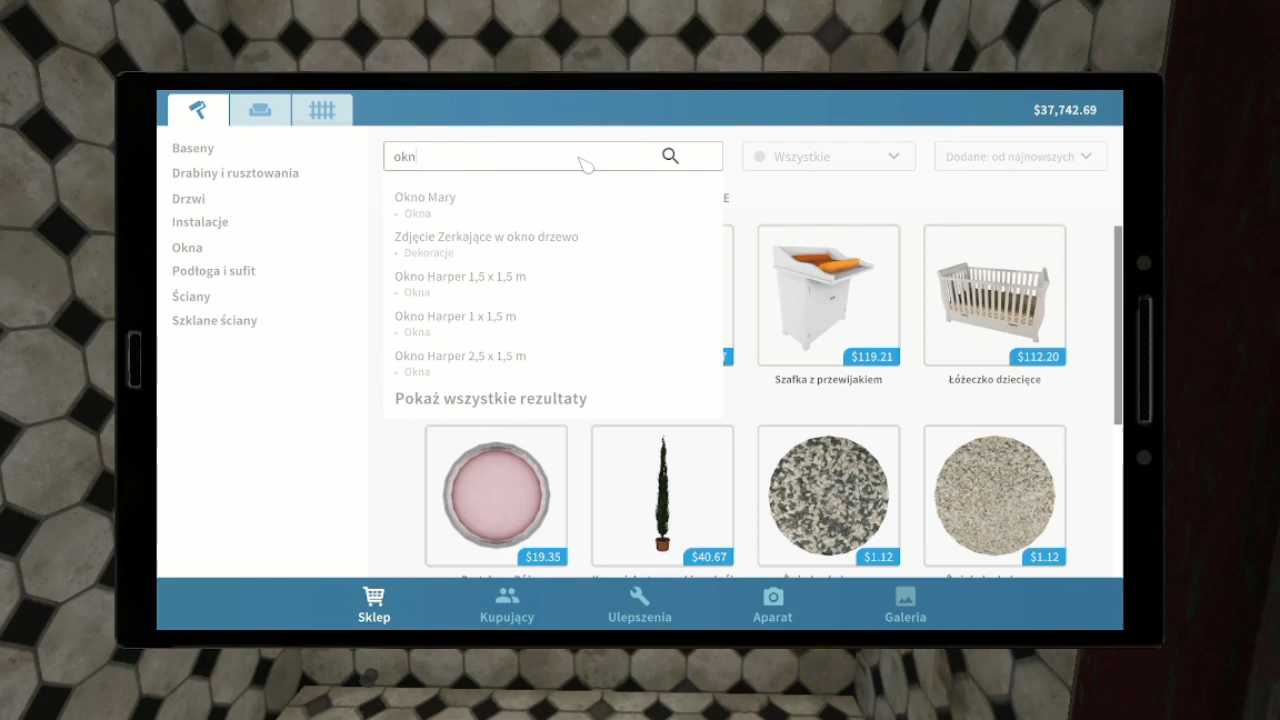 $37,742.69
Baseny
Drabiny i rusztowania
Drzwi
Instalacje
Okna
Podłoga i sufit
Ściany
Szklane ściany
okn
Wszystkie
Dodane: od najnowszych
Okno Mary
• Okna
Zdjęcie Zerkające w okno drzewo
• Dekoracje
Okno Harper 1,5 x 1,5 m
• Okna
Okno Harper 1 x 1,5 m
• Okna
Okno Harper 2,5 x 1,5 m
• Okna
Pokaż wszystkie rezultaty
$119.21
$112.20
Szafka z przewijakiem
Łóżeczko dziecięce
$19.35
$40.67
$1.12
$1.12
Sklep
Kupujący
Ulepszenia
Aparat
Galeria